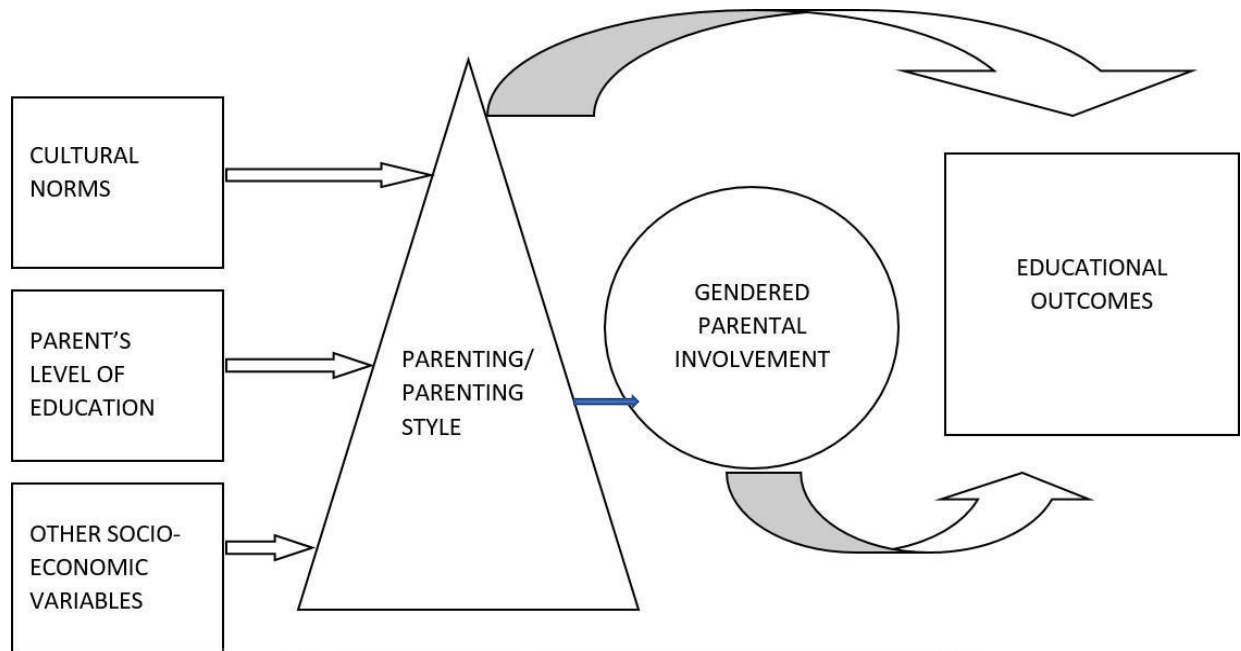 CULTURAL
NORMS
PARENT’S
LEVEL OF
EDUCATION
OTHER SOCIO-
ECONOMIC
VARIABLES
PARENTING/
PARENTING
STYLE
GENDERED
PARENTAL
INVOLVEMENT
EDUCATIONAL
OUTCOMES